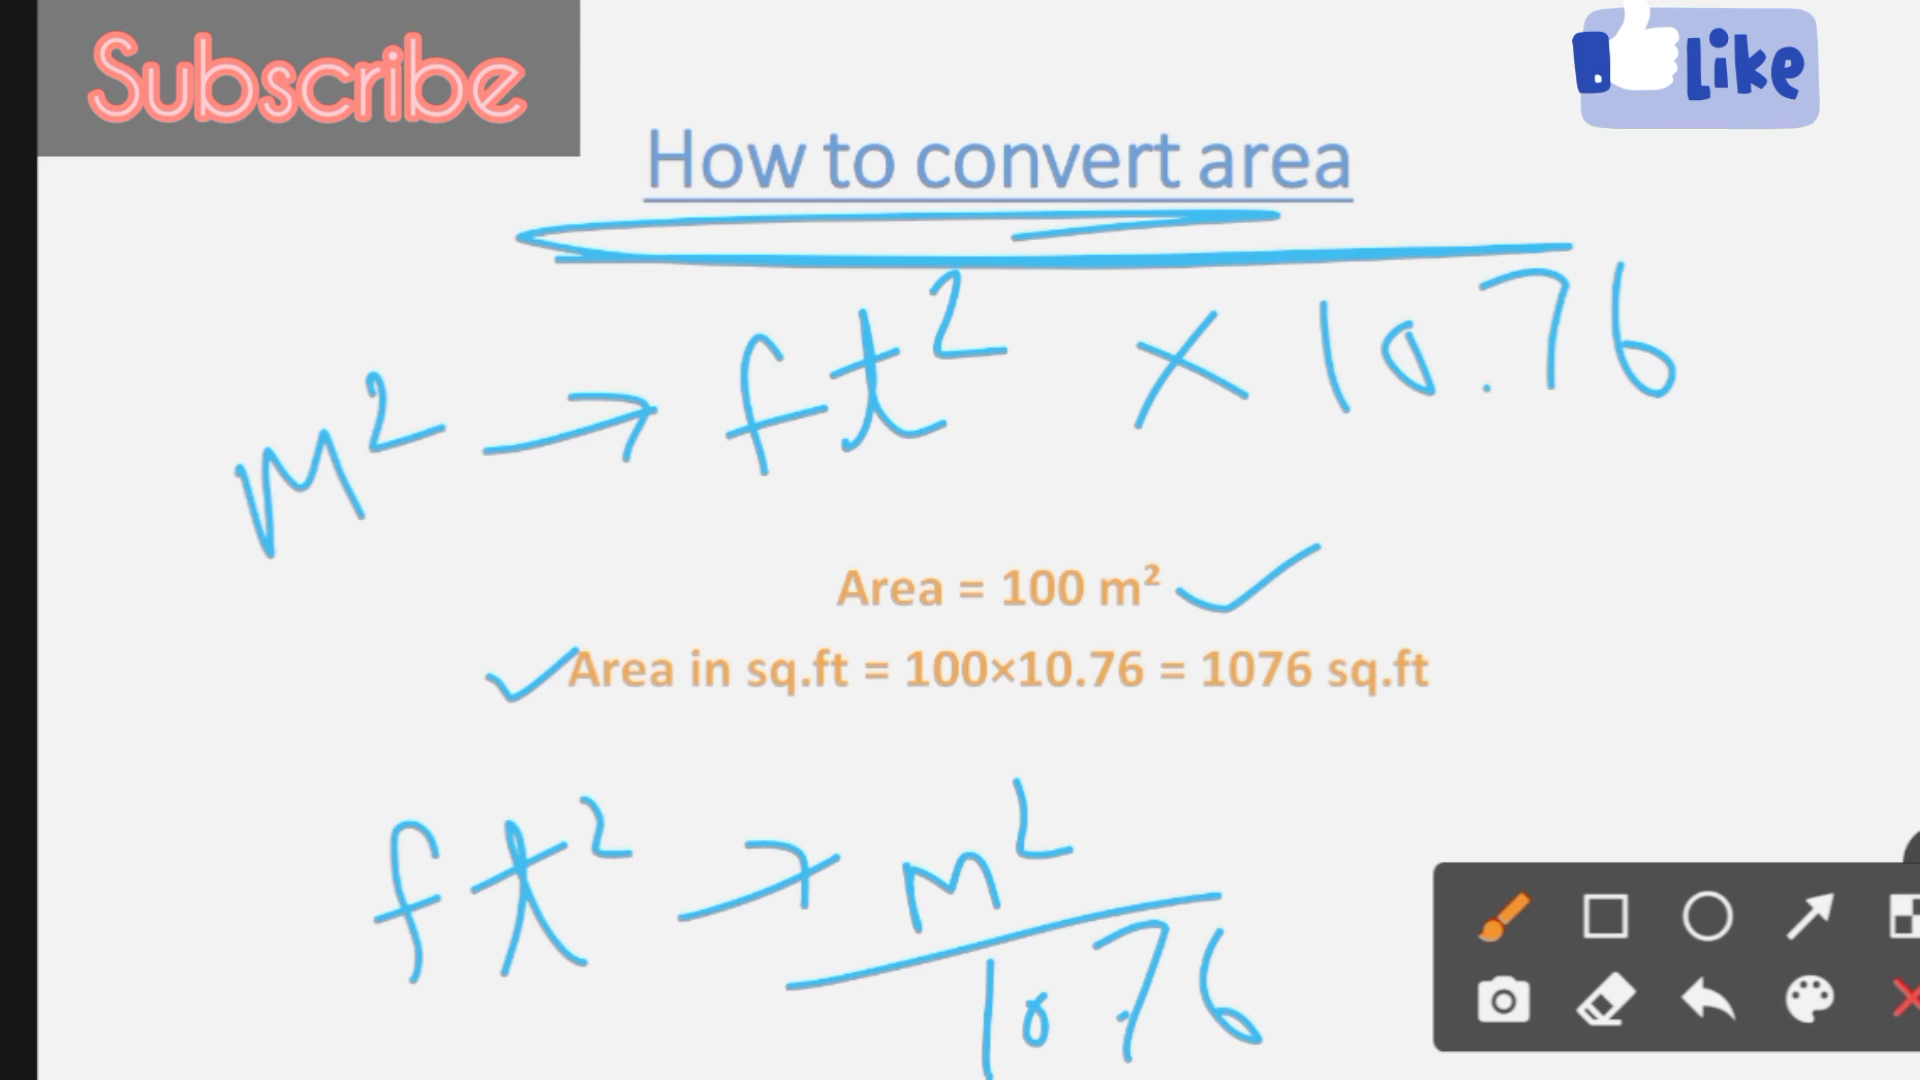 Subscribe
Like
How to convert area
m² → ft² × 10.76
Area = 100 m²
Area in sq.ft = 100×10.76 = 1076 sq.ft
ft² → m²
10.76